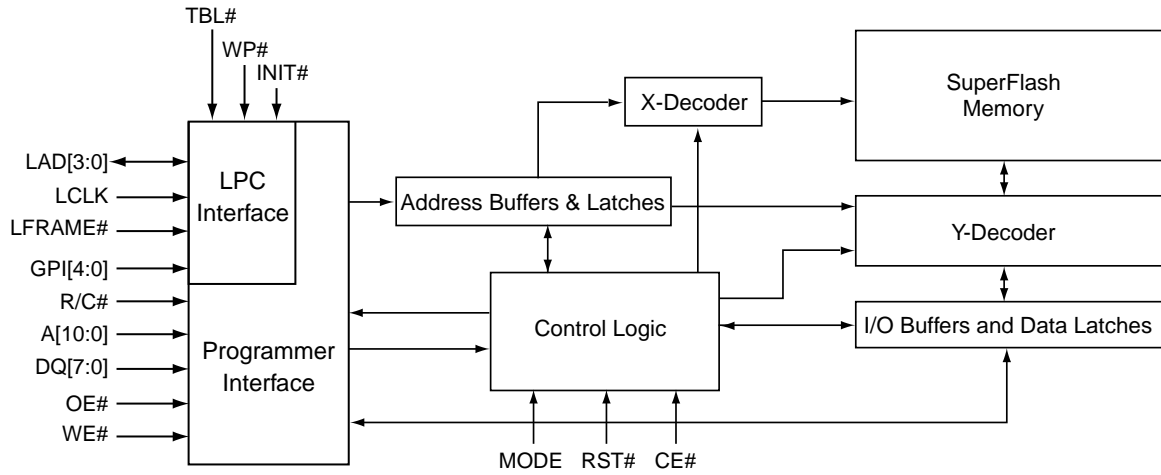 TBL#
WP#
INIT#
LAD[3:0]
LCLK
LFRAME#
GPI[4:0]
R/C#
A[10:0]
DQ[7:0]
OE#
WE#
LPC
Interface
Programmer
Interface
Address Buffers & Latches
X-Decoder
SuperFlash
Memory
Y-Decoder
Control Logic
I/O Buffers and Data Latches
MODE
RST#
CE#